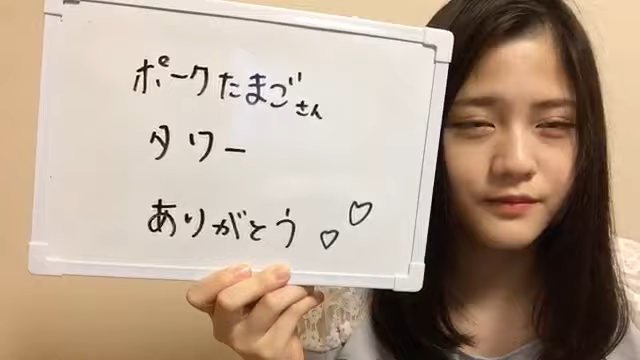 ポークたまごさん
タワー
ありがとう♡♡